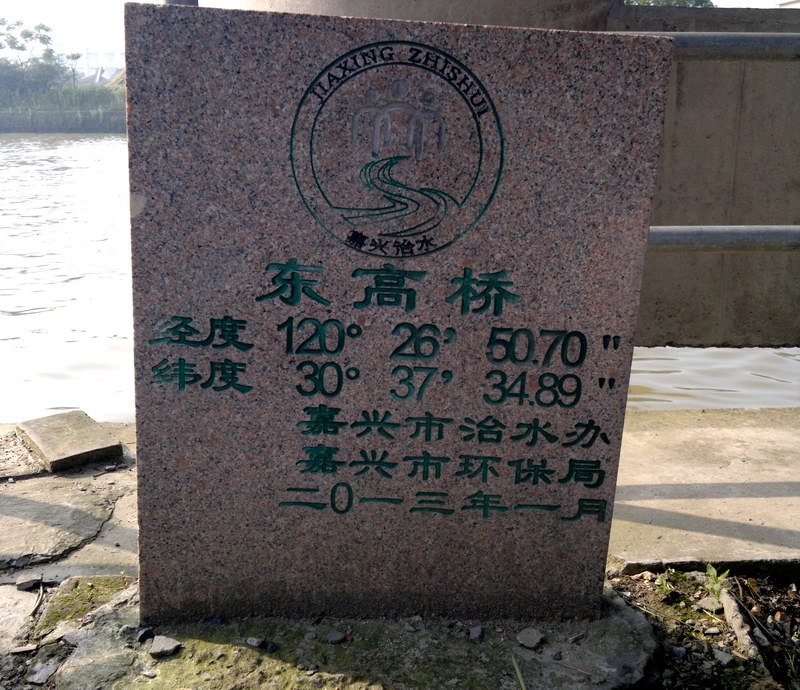 JIAXING ZHISHUI
嘉兴治水
东高桥
经度 120° 26' 50.70"
纬度 30° 37' 34.89"
嘉兴市治水办
嘉兴市环保局
二0一三年一月